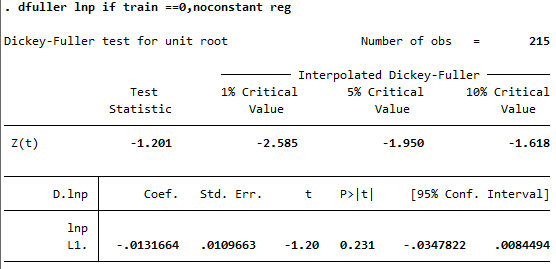 . dfuller lnp if train ==0,noconstant reg
Dickey-Fuller test for unit root Number of obs = 215
Interpolated Dickey-Fuller
Test 1% Critical 5% Critical 10% Critical
Statistic Value Value Value
Z(t) -1.201 -2.585 -1.950 -1.618
D.lnp Coef. Std. Err. t P>|t| [95% Conf. Interval]
lnp
L1. -.0131664 .0109663 -1.20 0.231 -.0347822 .0084494